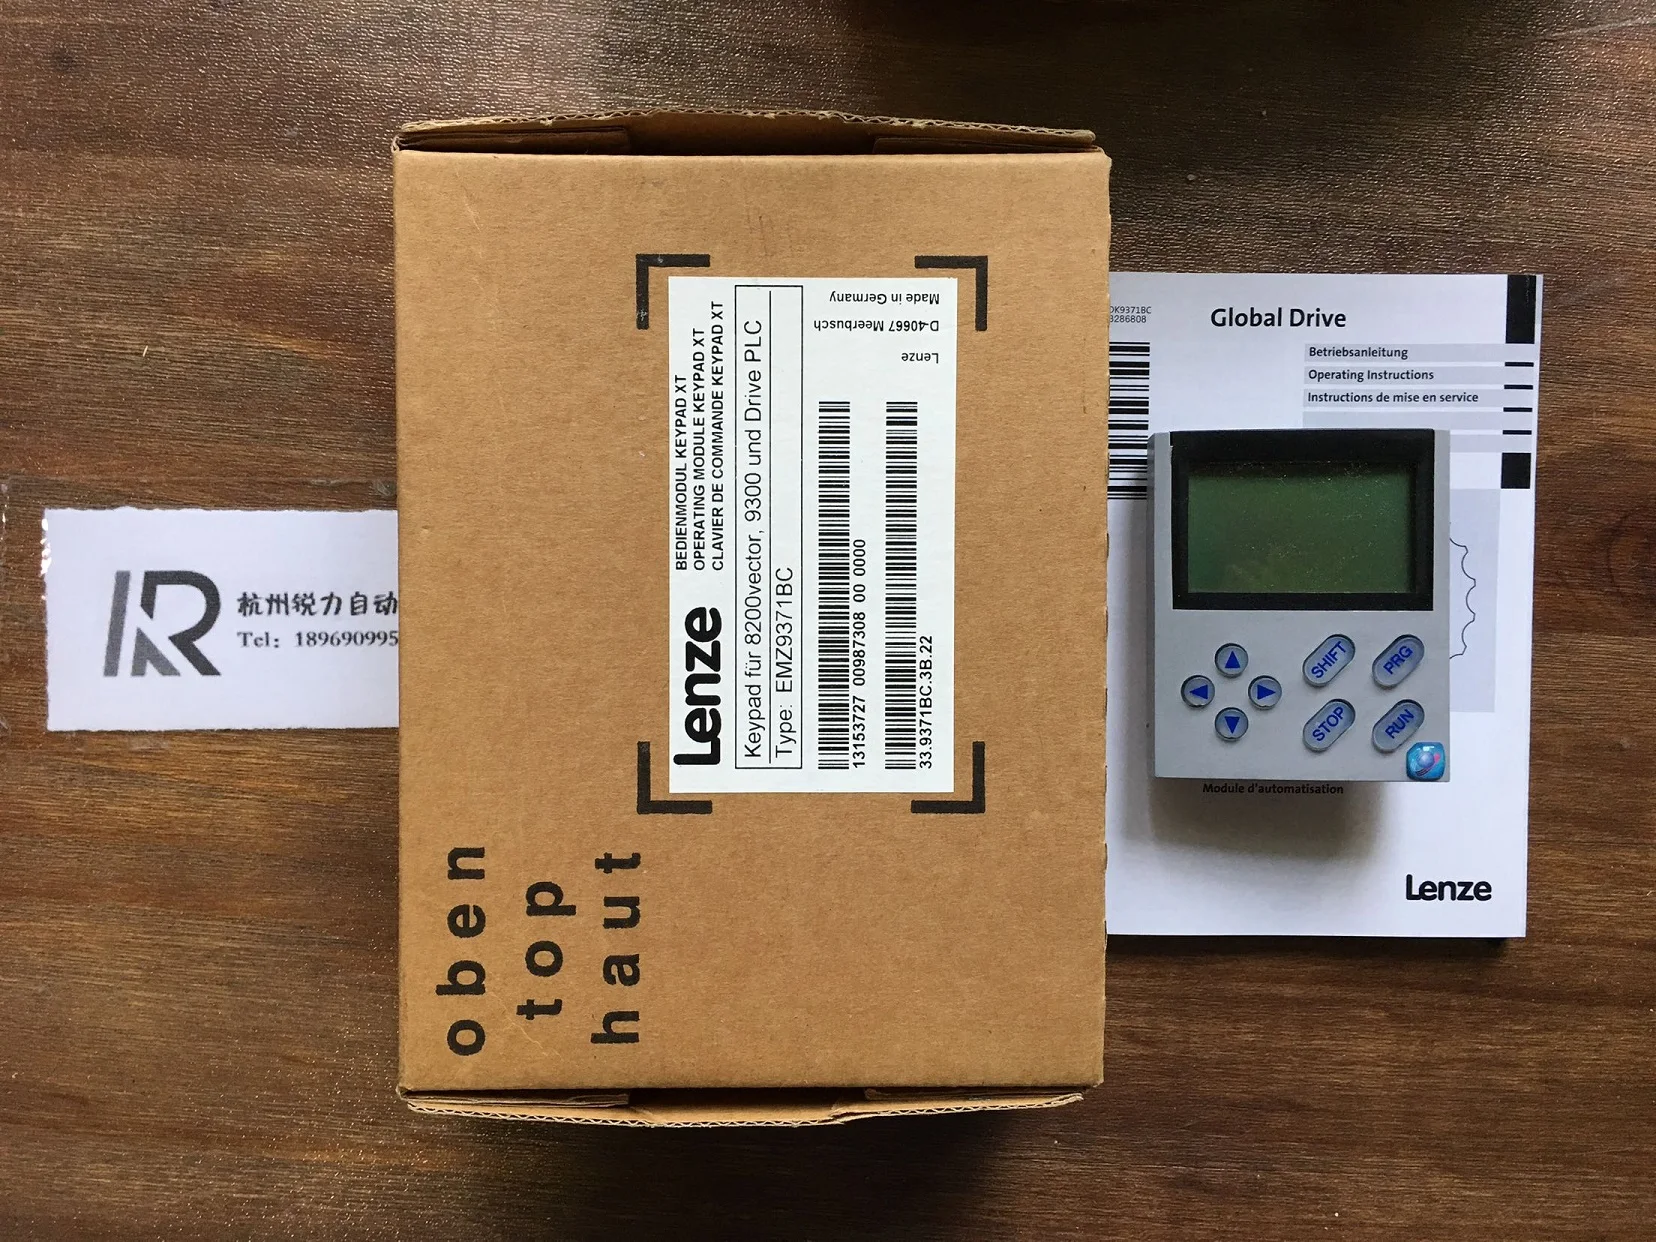 杭州锐力自动
Tel: 189690995
oben
top
haut
Lenze
BEDIENMODUL KEYPAD XT
OPERATING MODULE KEYPAD XT
CLAVIER DE COMMANDE KEYPAD XT
Keypad für 8200vector, 9300 und Drive PLC
Type: EMZ9371BC
13153727 00987308 00 0000
33.9371BC.3B.22
Lenze
D-40667 Meerbusch
Made in Germany
DK9371BC
3286808
Global Drive
Betriebsanleitung
Operating Instructions
Instructions de mise en service
SHIFT
PRG
STOP
RUN
Module d'automatisation
Lenze